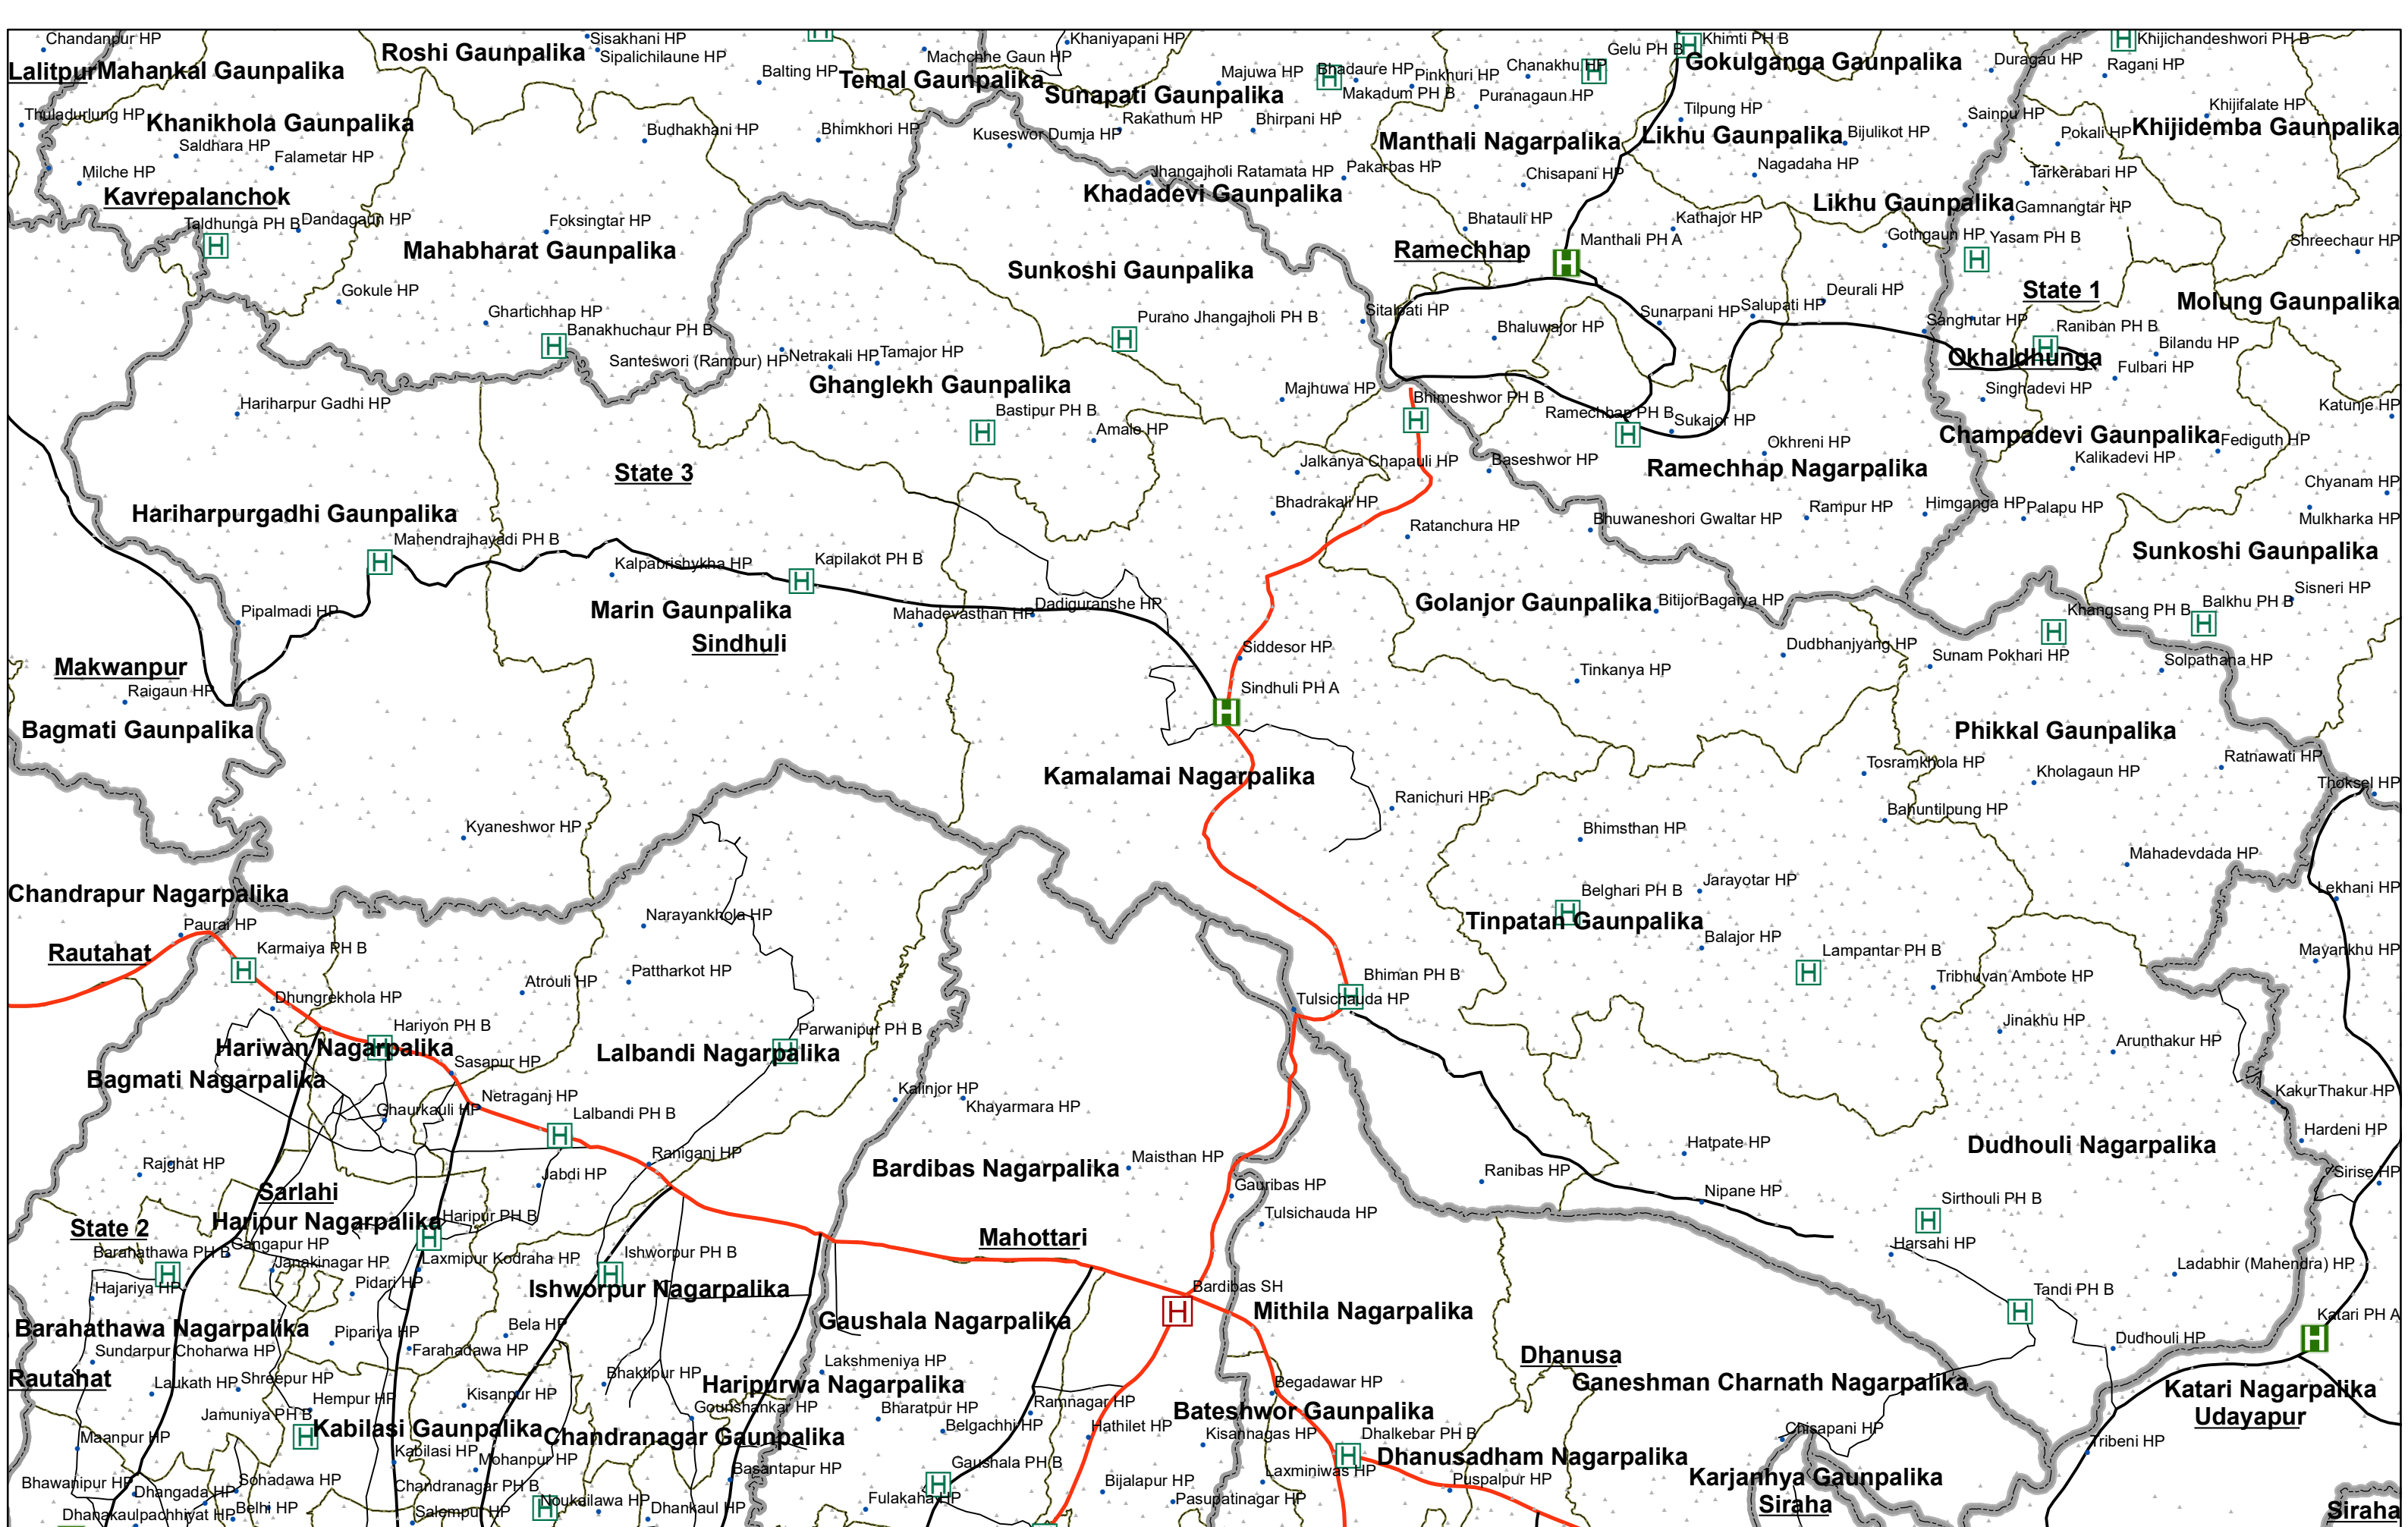 Chandanpur HP
Roshi Gaunpalika
Sisakhani HP
Sipalichilaune HP
Machchhe Gaun HP
Khaniyapani HP
Gelu PH B
Khimti PH B
Khijichandeshwori PH B
Lalitpur
Mahankal Gaunpalika
Balting HP
Temal Gaunpalika
Majuwa HP
Bhadaure HP
Pinkhuri HP
Chanakhu HP
Gokulganga Gaunpalika
Duragau HP
Ragani HP
Sunapati Gaunpalika
Makadum PH B
Puranagaun HP
Tilpung HP
Khijifalate HP
Thuladurlung HP
Khanikhola Gaunpalika
Budhakhani HP
Bhimkhori HP
Kuseswor Dumja HP
Rakathum HP
Bhirpani HP
Manthali Nagarpalika
Likhu Gaunpalika
Bijulikot HP
Sainpu HP
Pokali HP
Khijidemba Gaunpalika
Saldhara HP
Falametar HP
Milche HP
Jhangajholi Ratamata HP
Pakarbas HP
Chisapani HP
Nagadaha HP
Tarkerabari HP
Kavrepalanchok
Khadadevi Gaunpalika
Likhu Gaunpalika
Gamnangtar HP
Taldhunga PH B
Dandagaun HP
Foksingtar HP
Bhatauli HP
Kathajor HP
Mahabharat Gaunpalika
Ramechhap
Manthali PH A
Gothgaun HP
Yasam PH B
Shreechaur HP
Sunkoshi Gaunpalika
Gokule HP
Deurali HP
State 1
Molung Gaunpalika
Ghartichhap HP
Banakhuchaur PH B
Purano Jhangajholi PH B
Sitalpati HP
Bhaluwajor HP
Sunarpani HP
Salupati HP
Sanghutar HP
Raniban PH B
Bilandu HP
Santeswori (Rampur) HP
Netrakali HP
Tamajor HP
Okhaldhunga
Fulbari HP
Ghanglekh Gaunpalika
Majhuwa HP
Bhimeshwor PH B
Singhadevi HP
Hariharpur Gadhi HP
Bastipur PH B
Ramechhap PH B
Sukajor HP
Katunje HP
Amale HP
Okhreni HP
Champadevi Gaunpalika
Fediguth HP
State 3
Jalkanya Chapauli HP
Baseshwor HP
Ramechhap Nagarpalika
Kalikadevi HP
Chyanam HP
Hariharpurgadhi Gaunpalika
Bhadrakali HP
Ratanchura HP
Bhuwaneshori Gwaltar HP
Rampur HP
Himganga HP
Palapu HP
Mulkharka HP
Mahendrajhayadi PH B
Kalpabrishykha HP
Kapilakot PH B
Sunkoshi Gaunpalika
Pipalmadi HP
Marin Gaunpalika
Mahadevasthan HP
Dadiguranshe HP
Golanjor Gaunpalika
BitijorBagaiya HP
Khangsang PH B
Balkhu PH B
Sisneri HP
Sindhuli
Siddesor HP
Dudbhanjyang HP
Sunam Pokhari HP
Solpathana HP
Makwanpur
Raigaun HP
Sindhuli PH A
Tinkanya HP
Bagmati Gaunpalika
Phikkal Gaunpalika
Kamalamai Nagarpalika
Tosramkhola HP
Kholagaun HP
Ratnawati HP
Thoksel HP
Ranichuri HP
Bahuntilpung HP
Kyaneshwor HP
Bhimsthan HP
Mahadevdada HP
Chandrapur Nagarpalika
Belghari PH B
Jarayotar HP
Lekhani HP
Paurai HP
Narayankhola HP
Tinpatan Gaunpalika
Rautahat
Karmaiya PH B
Balajor HP
Lampantar PH B
Mayankhu HP
Atrouli HP
Pattharkot HP
Bhiman PH B
Tribhuvan Ambote HP
Dhungrekhola HP
Tulsichauda HP
Hariyon PH B
Parwanipur PH B
Jinakhu HP
Hariwan Nagarpalika
Lalbandi Nagarpalika
Arunthakur HP
Sasapur HP
Bagmati Nagarpalika
Kalinjor HP
Khayarmara HP
KakurThakur HP
Ghaurkauli HP
Netraganj HP
Lalbandi PH B
Hardeni HP
Rajghat HP
Raniganj HP
Jabdi HP
Bardibas Nagarpalika
Maisthan HP
Ranibas HP
Hatpate HP
Dudhouli Nagarpalika
Sirise HP
Sarlahi
Gauribas HP
Nipane HP
Sirthouli PH B
State 2
Haripur Nagarpalika
Haripur PH B
Tulsichauda HP
Barahathawa PH B
Gangapur HP
Mahottari
Harsahi HP
Janakinagar HP
Laxmipur Kodraha HP
Ishworpur PH B
Ladabhir (Mahendra) HP
Hajariya HP
Pidari HP
Ishworpur Nagarpalika
Bardibas SH
Tandi PH B
Mithila Nagarpalika
Katari PH A
Barahathawa Nagarpalika
Pipariya HP
Bela HP
Gaushala Nagarpalika
Dudhouli HP
Sundarpur Choharwa HP
Farahadawa HP
Lakshmeniya HP
Dhanusa
Rautahat
Laukath HP
Shreepur HP
Bhaktipur HP
Haripurwa Nagarpalika
Begadawar HP
Ganeshman Charnath Nagarpalika
Katari Nagarpalika
Hempur HP
Kisanpur HP
Gounshankar HP
Bharatpur HP
Ramnagar HP
Bateshwor Gaunpalika
Udayapur
Jamuniya PH B
Kabilasi Gaunpalika
Chandranagar Gaunpalika
Belgachhi HP
Hathilet HP
Kisannagas HP
Dhalkebar PH B
Chisapani HP
Tribeni HP
Maanpur HP
Kabilasi HP
Mohanpur HP
Dhanusadham Nagarpalika
Bhawanipur HP
Sohadawa HP
Chandranagar PH B
Basantapur HP
Gaushala PH B
Bijalapur HP
Laxminiwas HP
Puspalpur HP
Karjanhya Gaunpalika
Dhangada HP
Belhi HP
Salempur HP
Noukailawa HP
Dhankaul HP
Fulakaha HP
Pasupatinagar HP
Siraha
Siraha
Dhanakaulpachhiyat HP